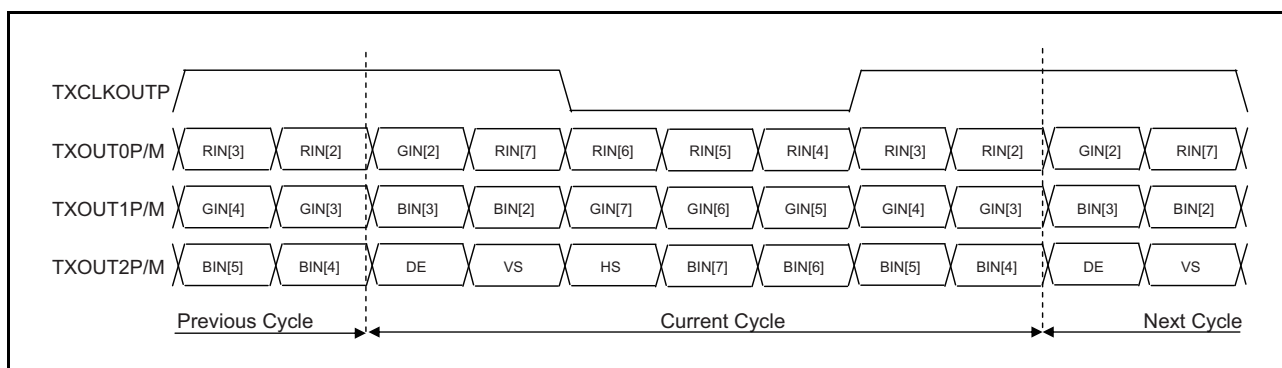 TXCLKOUTP
TXOUT0P/M RIN[3] RIN[2] GIN[2] RIN[7] RIN[6] RIN[5] RIN[4] RIN[3] RIN[2] GIN[2] RIN[7]
TXOUT1P/M GIN[4] GIN[3] BIN[3] BIN[2] GIN[7] GIN[6] GIN[5] GIN[4] GIN[3] BIN[3] BIN[2]
TXOUT2P/M BIN[5] BIN[4] DE VS HS BIN[7] BIN[6] BIN[5] BIN[4] DE VS
Previous Cycle Current Cycle Next Cycle